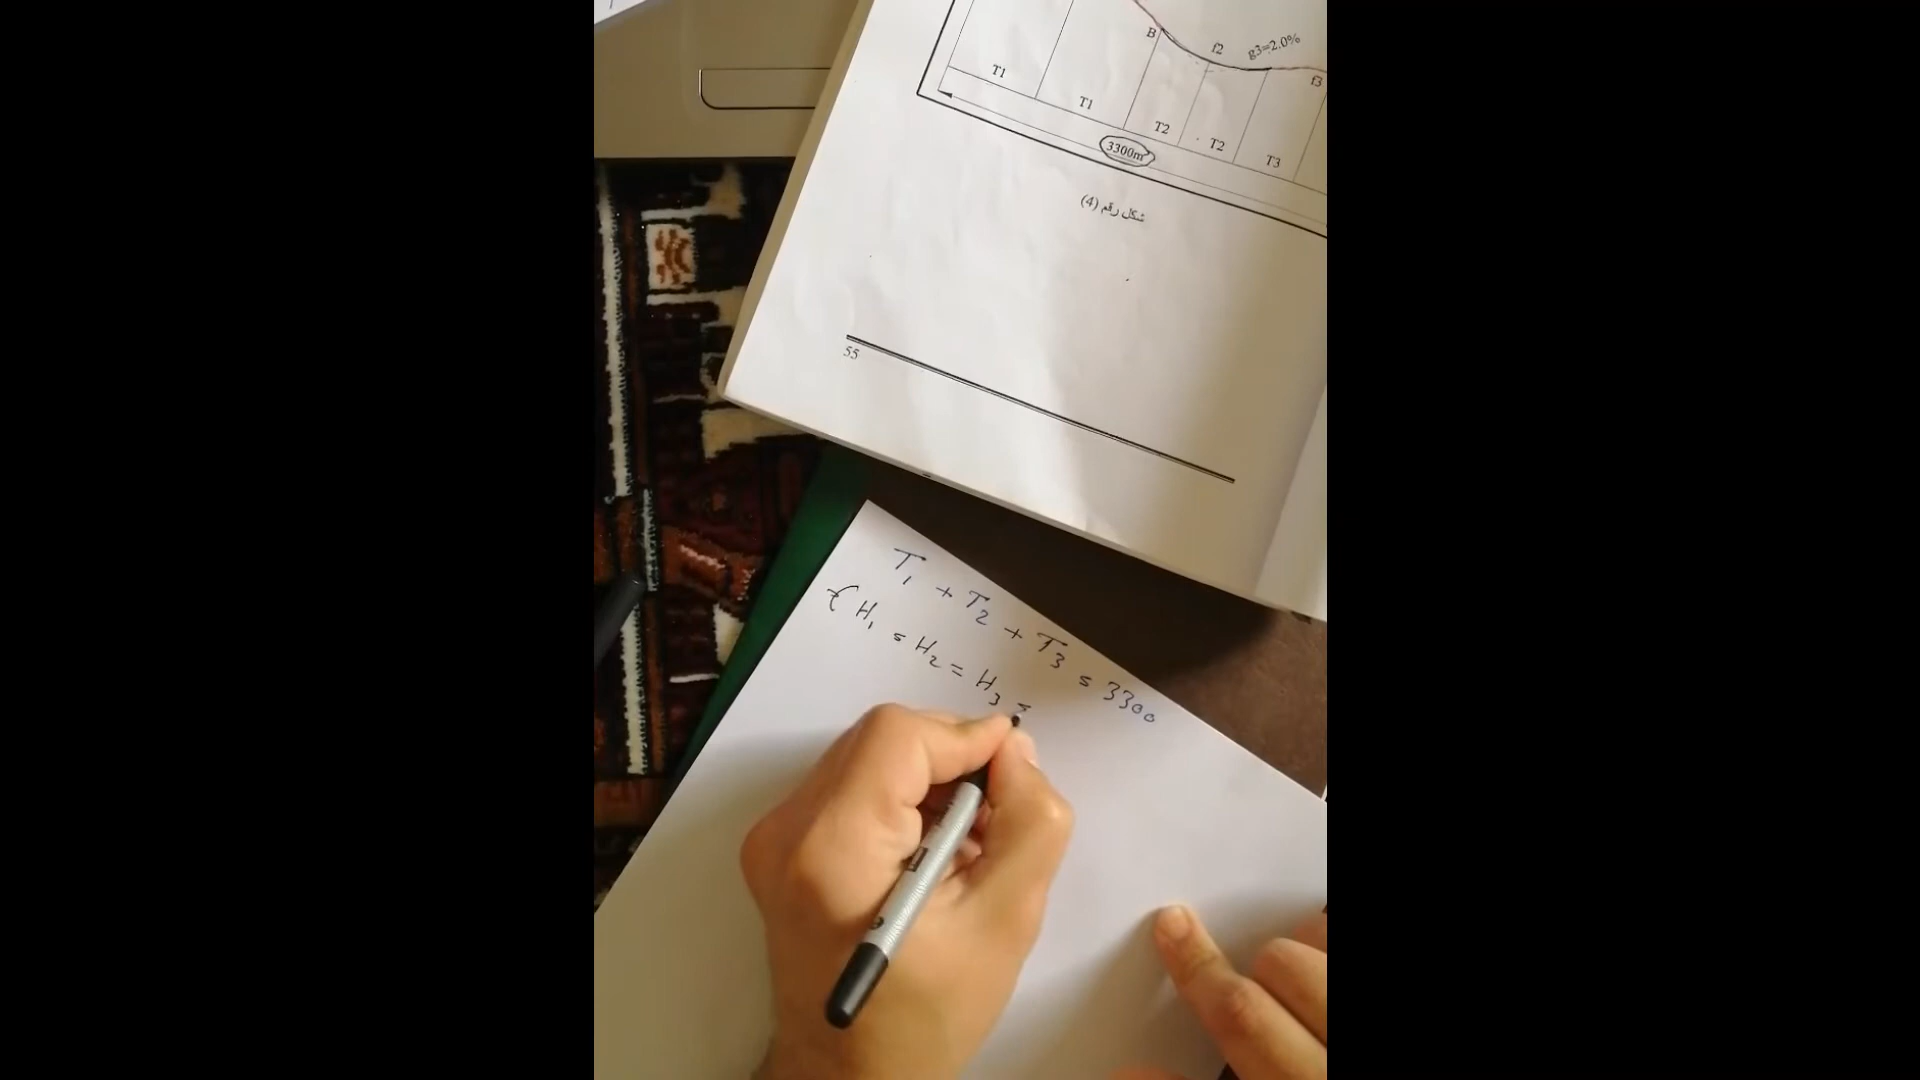 B
f2
g3=2.0%
f3
T1
T1
T2
T2
T3
3300m
شكل رقم (4)
55
T1 + T2 + T3 = 3300
H1 = H2 = H3 =